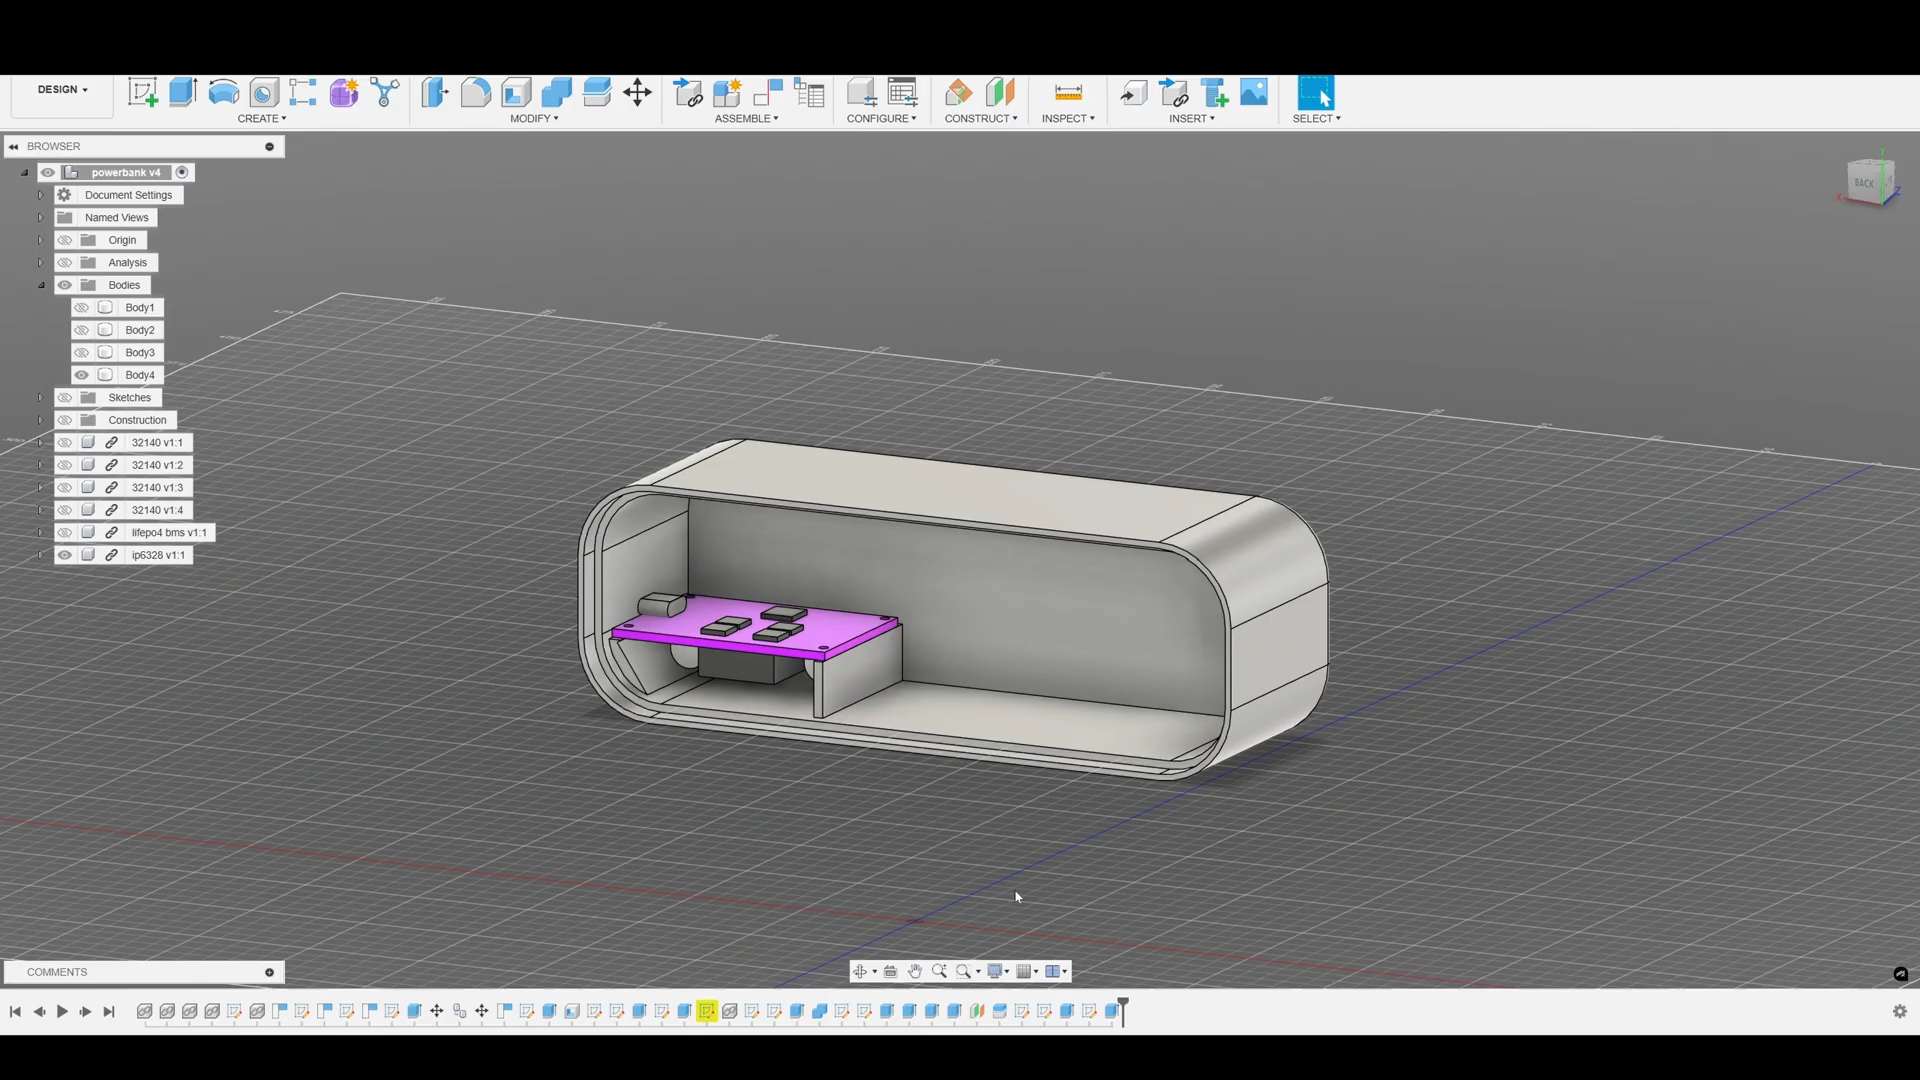 DESIGN
CREATE
MODIFY
ASSEMBLE
CONFIGURE
CONSTRUCT
INSPECT
INSERT
SELECT
BROWSER
powerbank v4
Document Settings
Named Views
Origin
Analysis
Bodies
Body1
Body2
Body3
Body4
Sketches
Construction
32140 v1:1
32140 v1:2
32140 v1:3
32140 v1:4
lifepo4 bms v1:1
ip6328 v1:1
BACK
X
Y
Z
COMMENTS